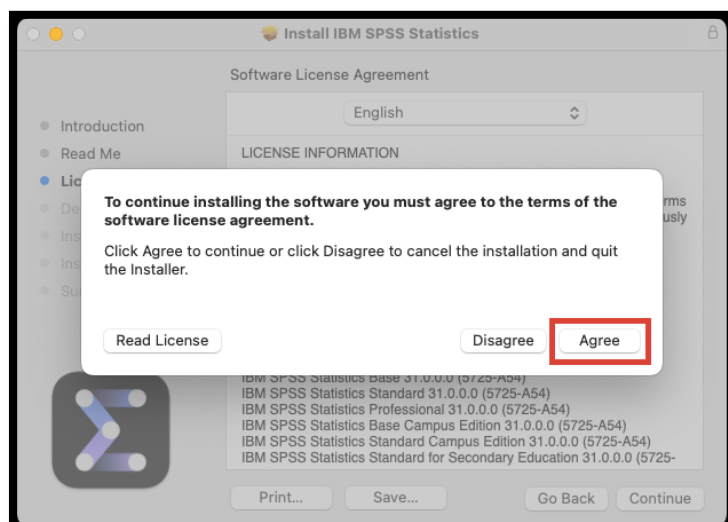 Install IBM SPSS Statistics
Software License Agreement
English
Introduction
Read Me
LICENSE INFORMATION
To continue installing the software you must agree to the terms of the
software license agreement.
Click Agree to continue or click Disagree to cancel the installation and quit
the Installer.
Read License
Disagree
Agree
IBM SPSS Statistics Base 31.0.0.0 (5725-A54)
IBM SPSS Statistics Standard 31.0.0.0 (5725-A54)
IBM SPSS Statistics Professional 31.0.0.0 (5725-A54)
IBM SPSS Statistics Base Campus Edition 31.0.0.0 (5725-A54)
IBM SPSS Statistics Standard Campus Edition 31.0.0.0 (5725-A54)
IBM SPSS Statistics Standard for Secondary Education 31.0.0.0 (5725-
Print...
Save...
Go Back
Continue